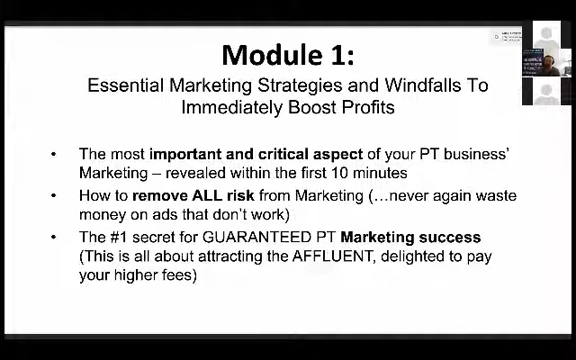 Module 1:
Essential Marketing Strategies and Windfalls To
Immediately Boost Profits
• The most important and critical aspect of your PT business'
Marketing – revealed within the first 10 minutes
• How to remove ALL risk from Marketing (…never again waste
money on ads that don't work)
• The #1 secret for GUARANTEED PT Marketing success
(This is all about attracting the AFFLUENT, delighted to pay
your higher fees)